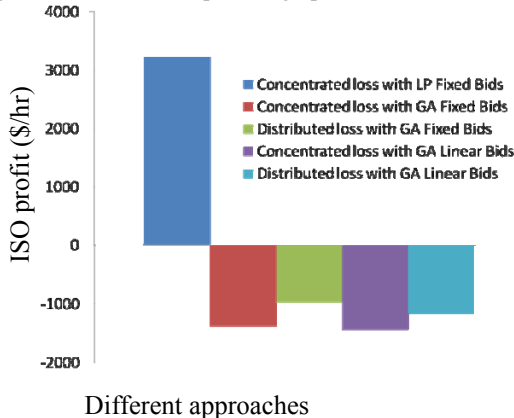 4000
3000
2000
1000
0
-1000
-2000
ISO profit ($/hr)
Concentrated loss with LP Fixed Bids
Concentrated loss with GA Fixed Bids
Distributed loss with GA Fixed Bids
Concentrated loss with GA Linear Bids
Distributed loss with GA Linear Bids
Different approaches